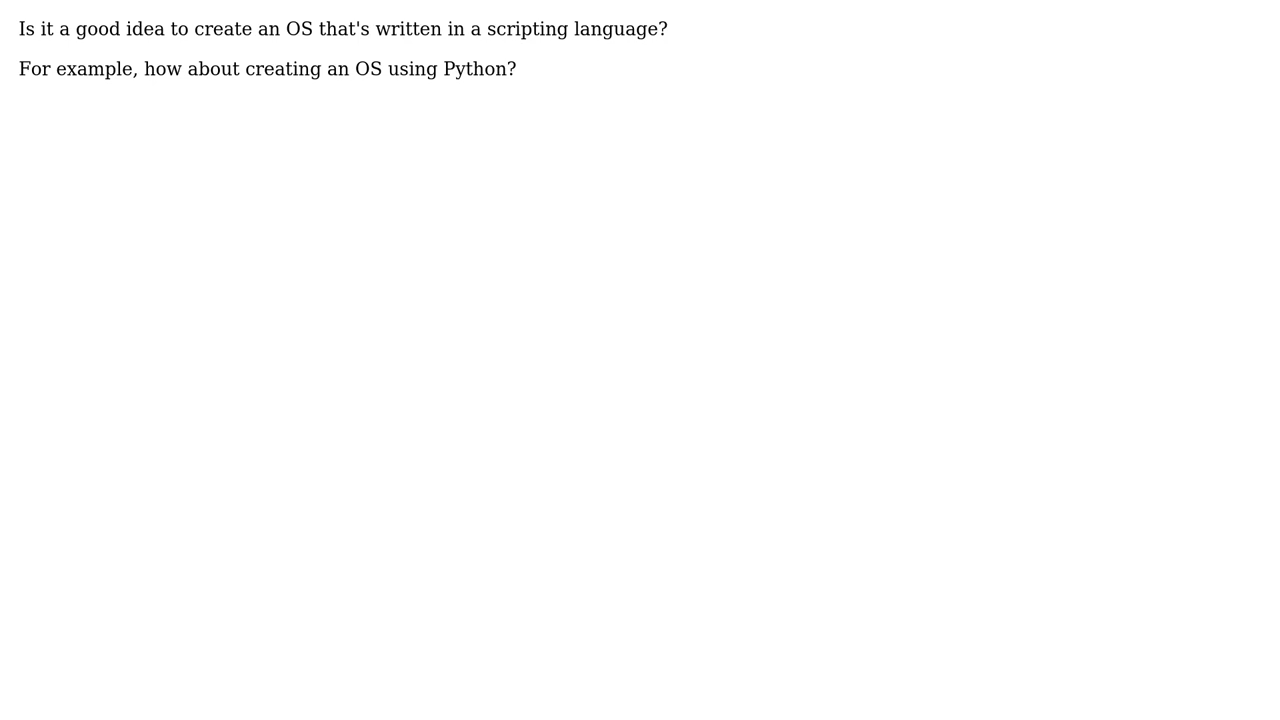 Is it a good idea to create an OS that's written in a scripting language?
For example, how about creating an OS using Python?